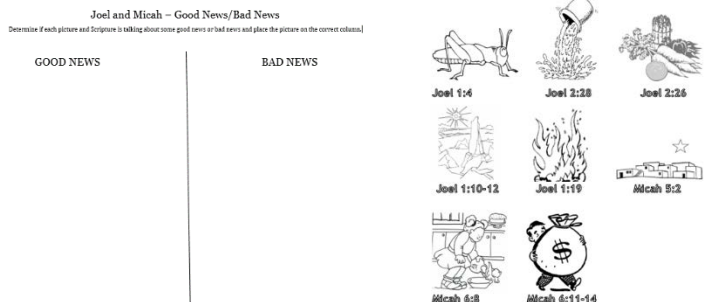 Joel and Micah – Good News/Bad News
Determine if each picture and Scripture is talking about some good news or bad news and place the picture on the correct column.
GOOD NEWS
BAD NEWS
Joel 1:4
Joel 2:28
Joel 2:26
Joel 1:10-12
Joel 1:19
Micah 5:2
$
Micah 6:8
Micah 6:11-14